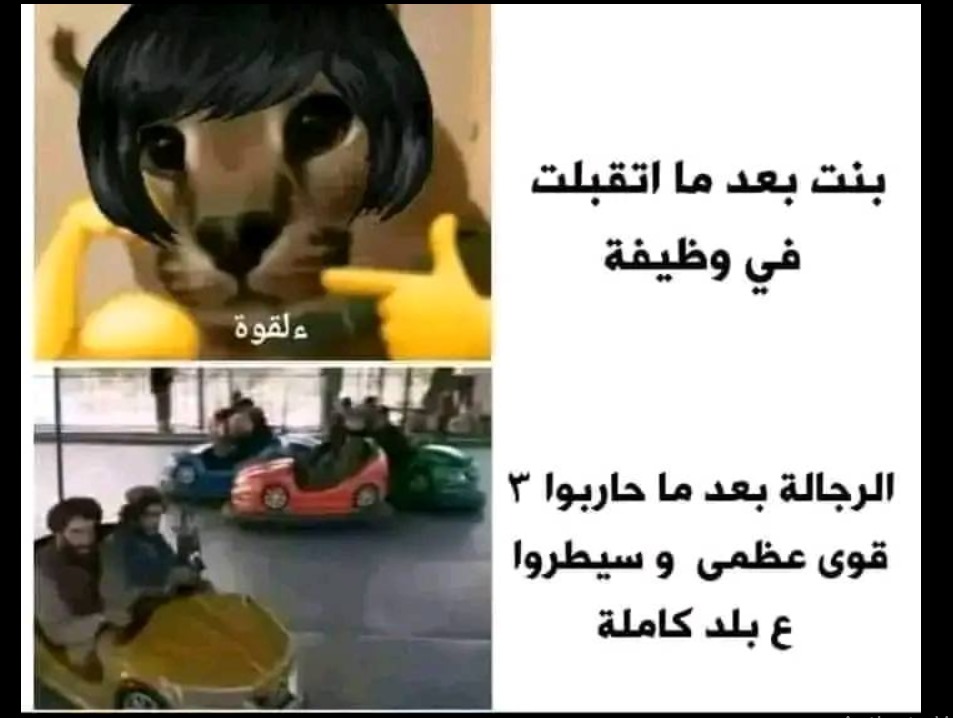 بنت بعد ما اتقبلت
في وظيفة
ءلقوة
الرجالة بعد ما حاربوا ٣
قوى عظمى و سيطروا
ع بلد كاملة